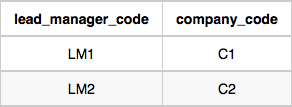 lead_manager_code company_code
LM1 C1
LM2 C2